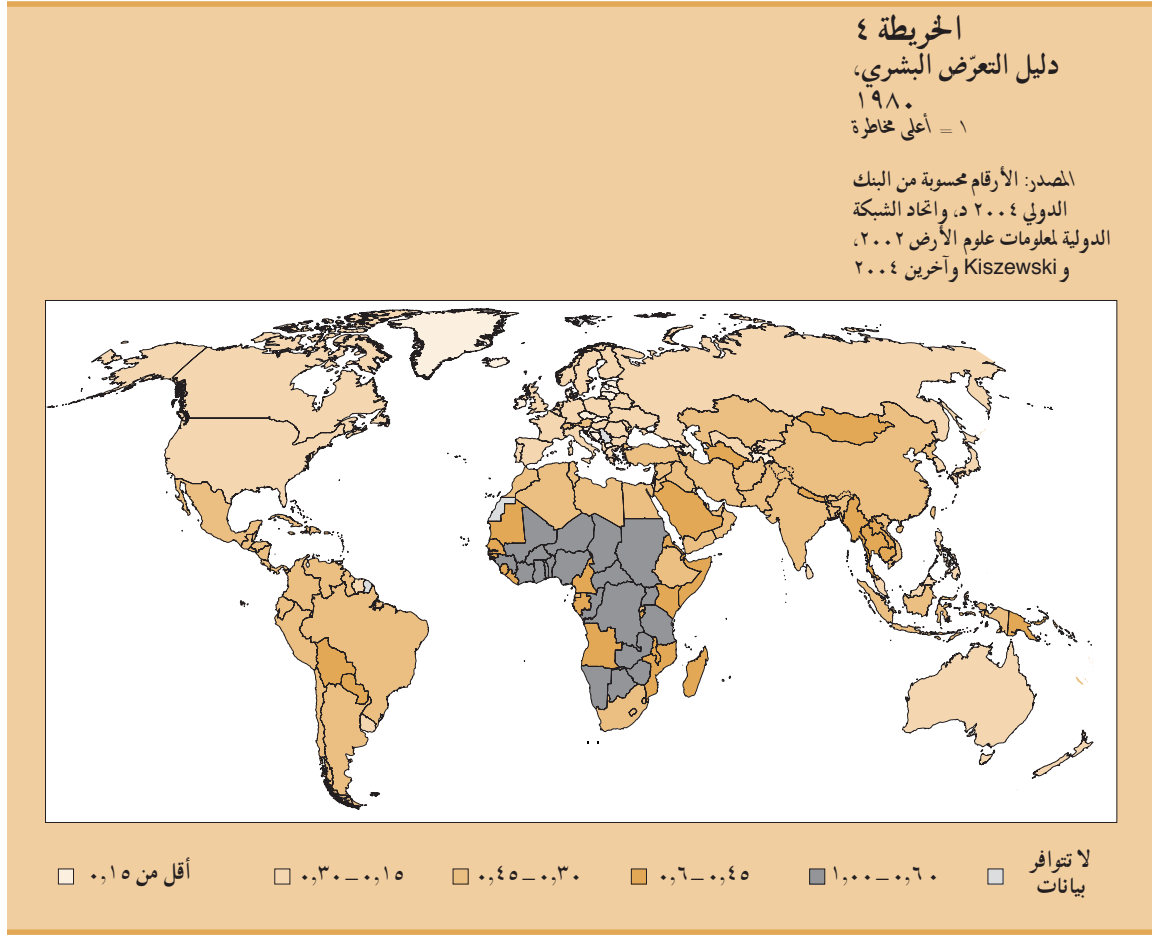 الخريطة ٤
دليل التعرّض البشري،
١٩٨٠
١ = أعلى مخاطرة
المصدر: الأرقام محسوبة من البنك
الدولي ٢٠٠٤ د، واتحاد الشبكة
الدولية لمعلومات علوم الأرض ٢٠٠٢،
و Kiszewski وآخرين ٢٠٠٤
لا تتوافر
بيانات
٠,٦٠ – ١,٠٠
٠,٤٥ – ٠,٦
٠,٣٠ – ٠,٤٥
٠,١٥ – ٠,٣٠
أقل من ٠,١٥